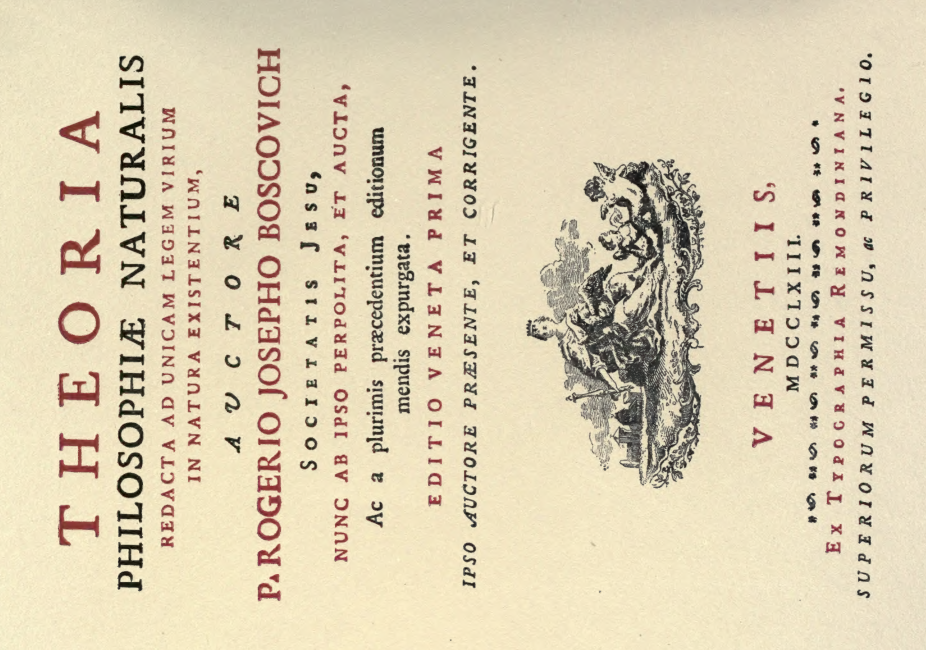 THEORIA
PHILOSOPHIÆ NATURALIS
REDACTA AD UNICAM LEGEM VIRIUM
IN NATURA EXISTENTIUM,
AUCTORE
P. ROGERIO JOSEPHO BOSCOVICH
SOCIETATIS JESU,
NUNC AB IPSO PERPOLITA, ET AUCTA,
Ac a plurimis præcedentium editionum
mendis expurgata.
EDITIO VENETA PRIMA
IPSO AUCTORE PRÆSENTE, ET CORRIGENTE.
VENETIIS,
MDCCLXIII.
EX TYPOGRAPHIA REMONDINIANA.
SUPERIORUM PERMISSU, ac PRIVILEGIO.